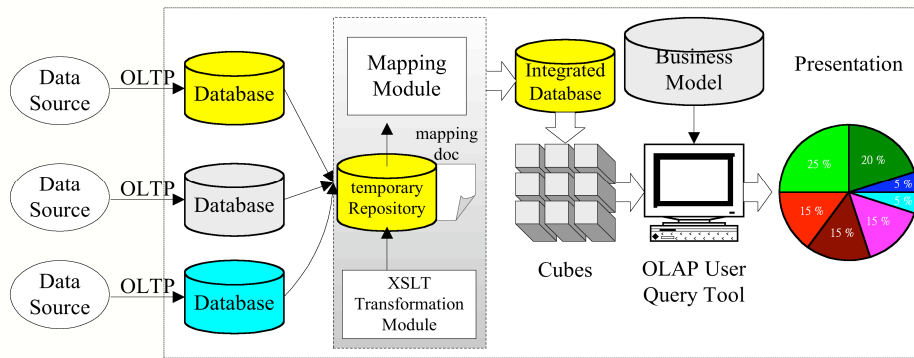 Data
Source
OLTP
Database
Data
Source
OLTP
Database
Data
Source
OLTP
Database
Mapping
Module
mapping
doc
temporary
Repository
XSLT
Transformation
Module
Integrated
Database
Cubes
Business
Model
OLAP User
Query Tool
Presentation
25 %
20 %
5 %
5 %
15 %
15 %
15 %